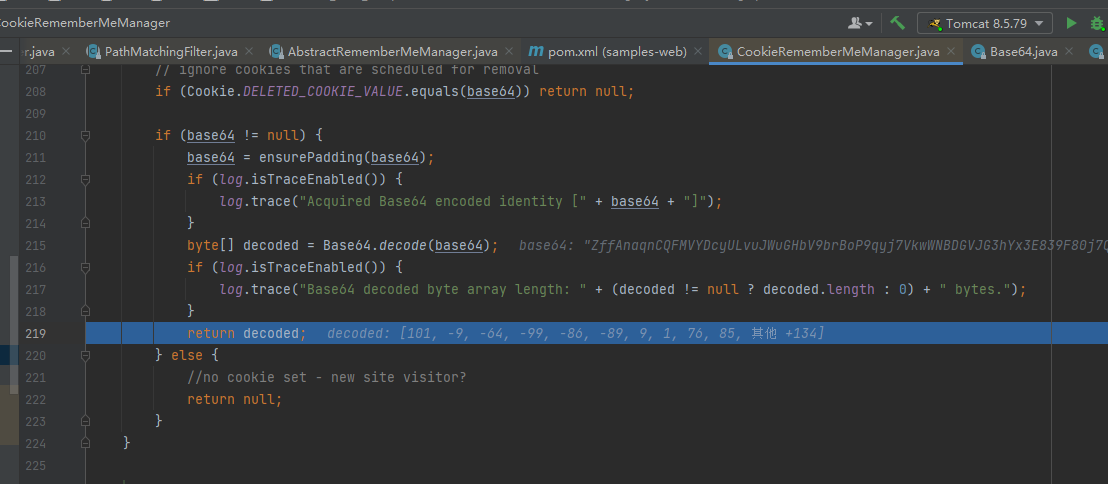 CookieRememberMeManager
Tomcat 8.5.79
er.java PathMatchingFilter.java AbstractRememberMeManager.java pom.xml (samples-web) CookieRememberMeManager.java Base64.java
207 // ignore cookies that are scheduled for removal
208 if (Cookie.DELETED_COOKIE_VALUE.equals(base64)) return null;
209
210 if (base64 != null) {
211 base64 = ensurePadding(base64);
212 if (log.isTraceEnabled()) {
213 log.trace("Acquired Base64 encoded identity [" + base64 + "]");
214 }
215 byte[] decoded = Base64.decode(base64); base64:
216 if (log.isTraceEnabled()) {
217 log.trace("Base64 decoded byte array length: " + (decoded != null ? decoded.length : 0) + " bytes.");
218 }
219 return decoded; decoded: [101, -9, -64, -99, -86, -89, 9, 1, 76, 85, 其他 +134]
220 } else {
221 //no cookie set - new site visitor?
222 return null;
223 }
224 }
225